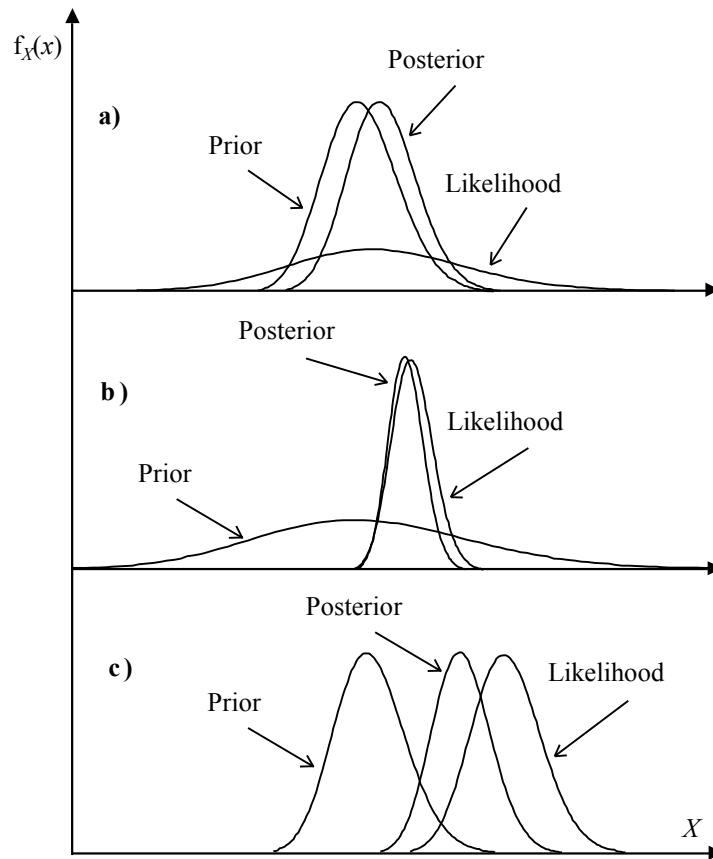 f_X(x)
Posterior
a)
Prior
Likelihood
Posterior
b)
Likelihood
Prior
Posterior
c)
Likelihood
Prior
X